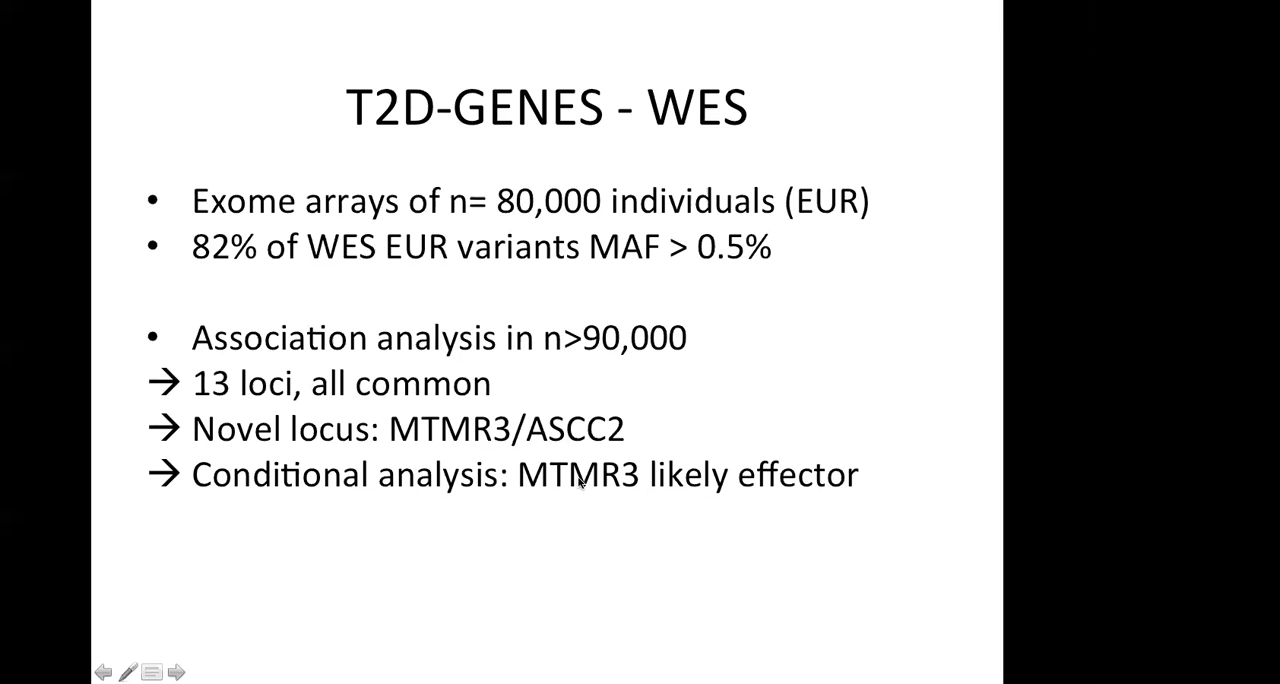 T2D-GENES - WES
• Exome arrays of n= 80,000 individuals (EUR)
• 82% of WES EUR variants MAF > 0.5%
• Association analysis in n>90,000
→ 13 loci, all common
→ Novel locus: MTMR3/ASCC2
→ Conditional analysis: MTMR3 likely effector